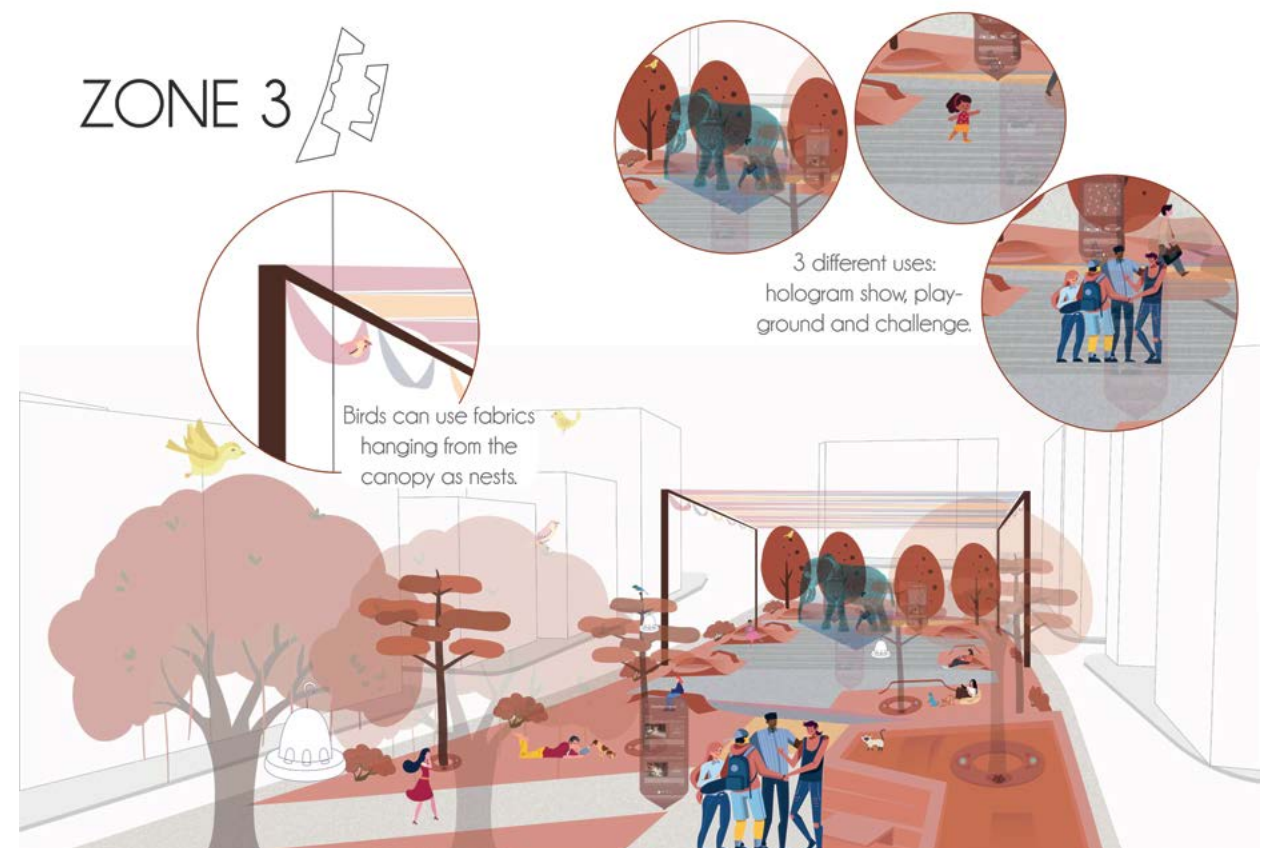 ZONE 3
3 different uses:
hologram show, play-
ground and challenge.
Birds can use fabrics
hanging from the
canopy as nests.